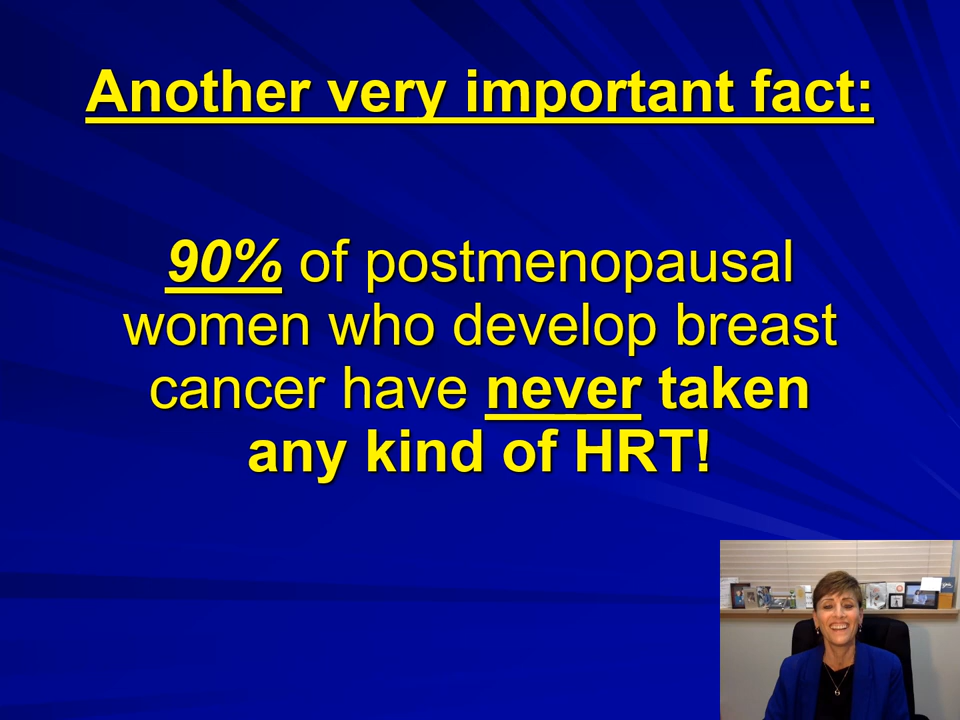 Another very important fact:
90% of postmenopausal
women who develop breast
cancer have never taken
any kind of HRT!